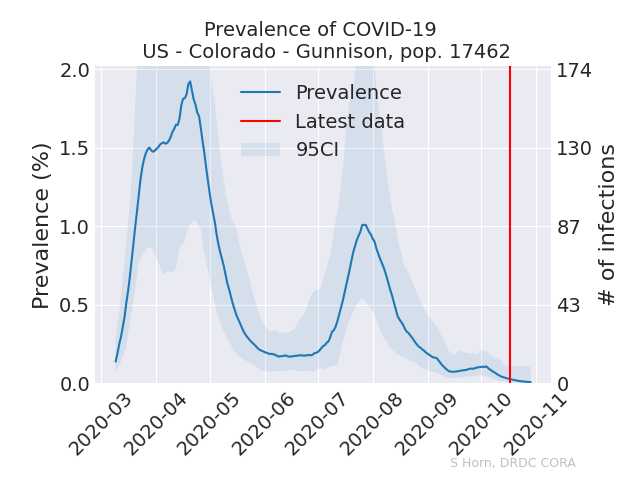 Prevalence of COVID-19
US - Colorado - Gunnison, pop. 17462
Prevalence (%)
2.0
1.5
1.0
0.5
0.0
Prevalence
Latest data
95CI
174
130
87
43
0
# of infections
2020-03
2020-04
2020-05
2020-06
2020-07
2020-08
2020-09
2020-10
2020-11
S Horn, DRDC CORA